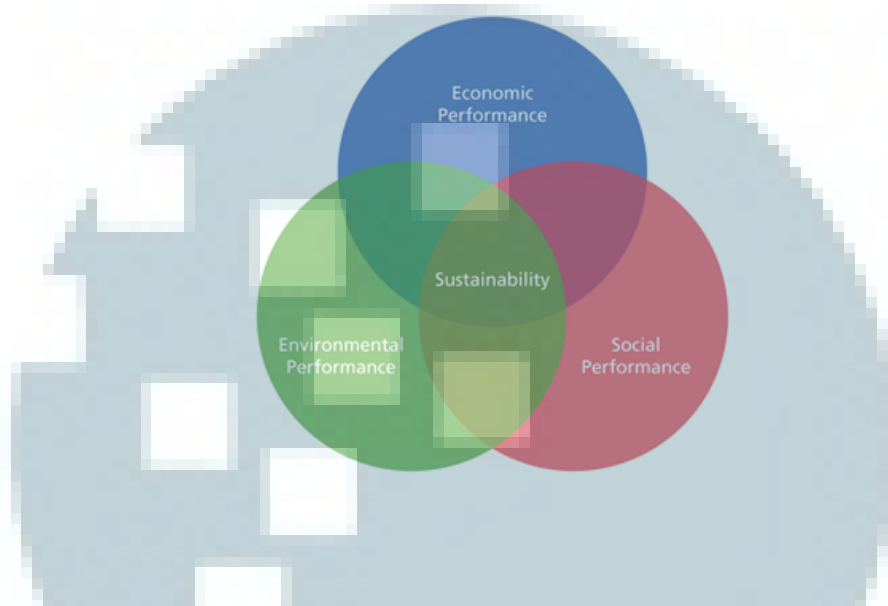 Economic
Performance
Sustainability
Environmental
Performance
Social
Performance